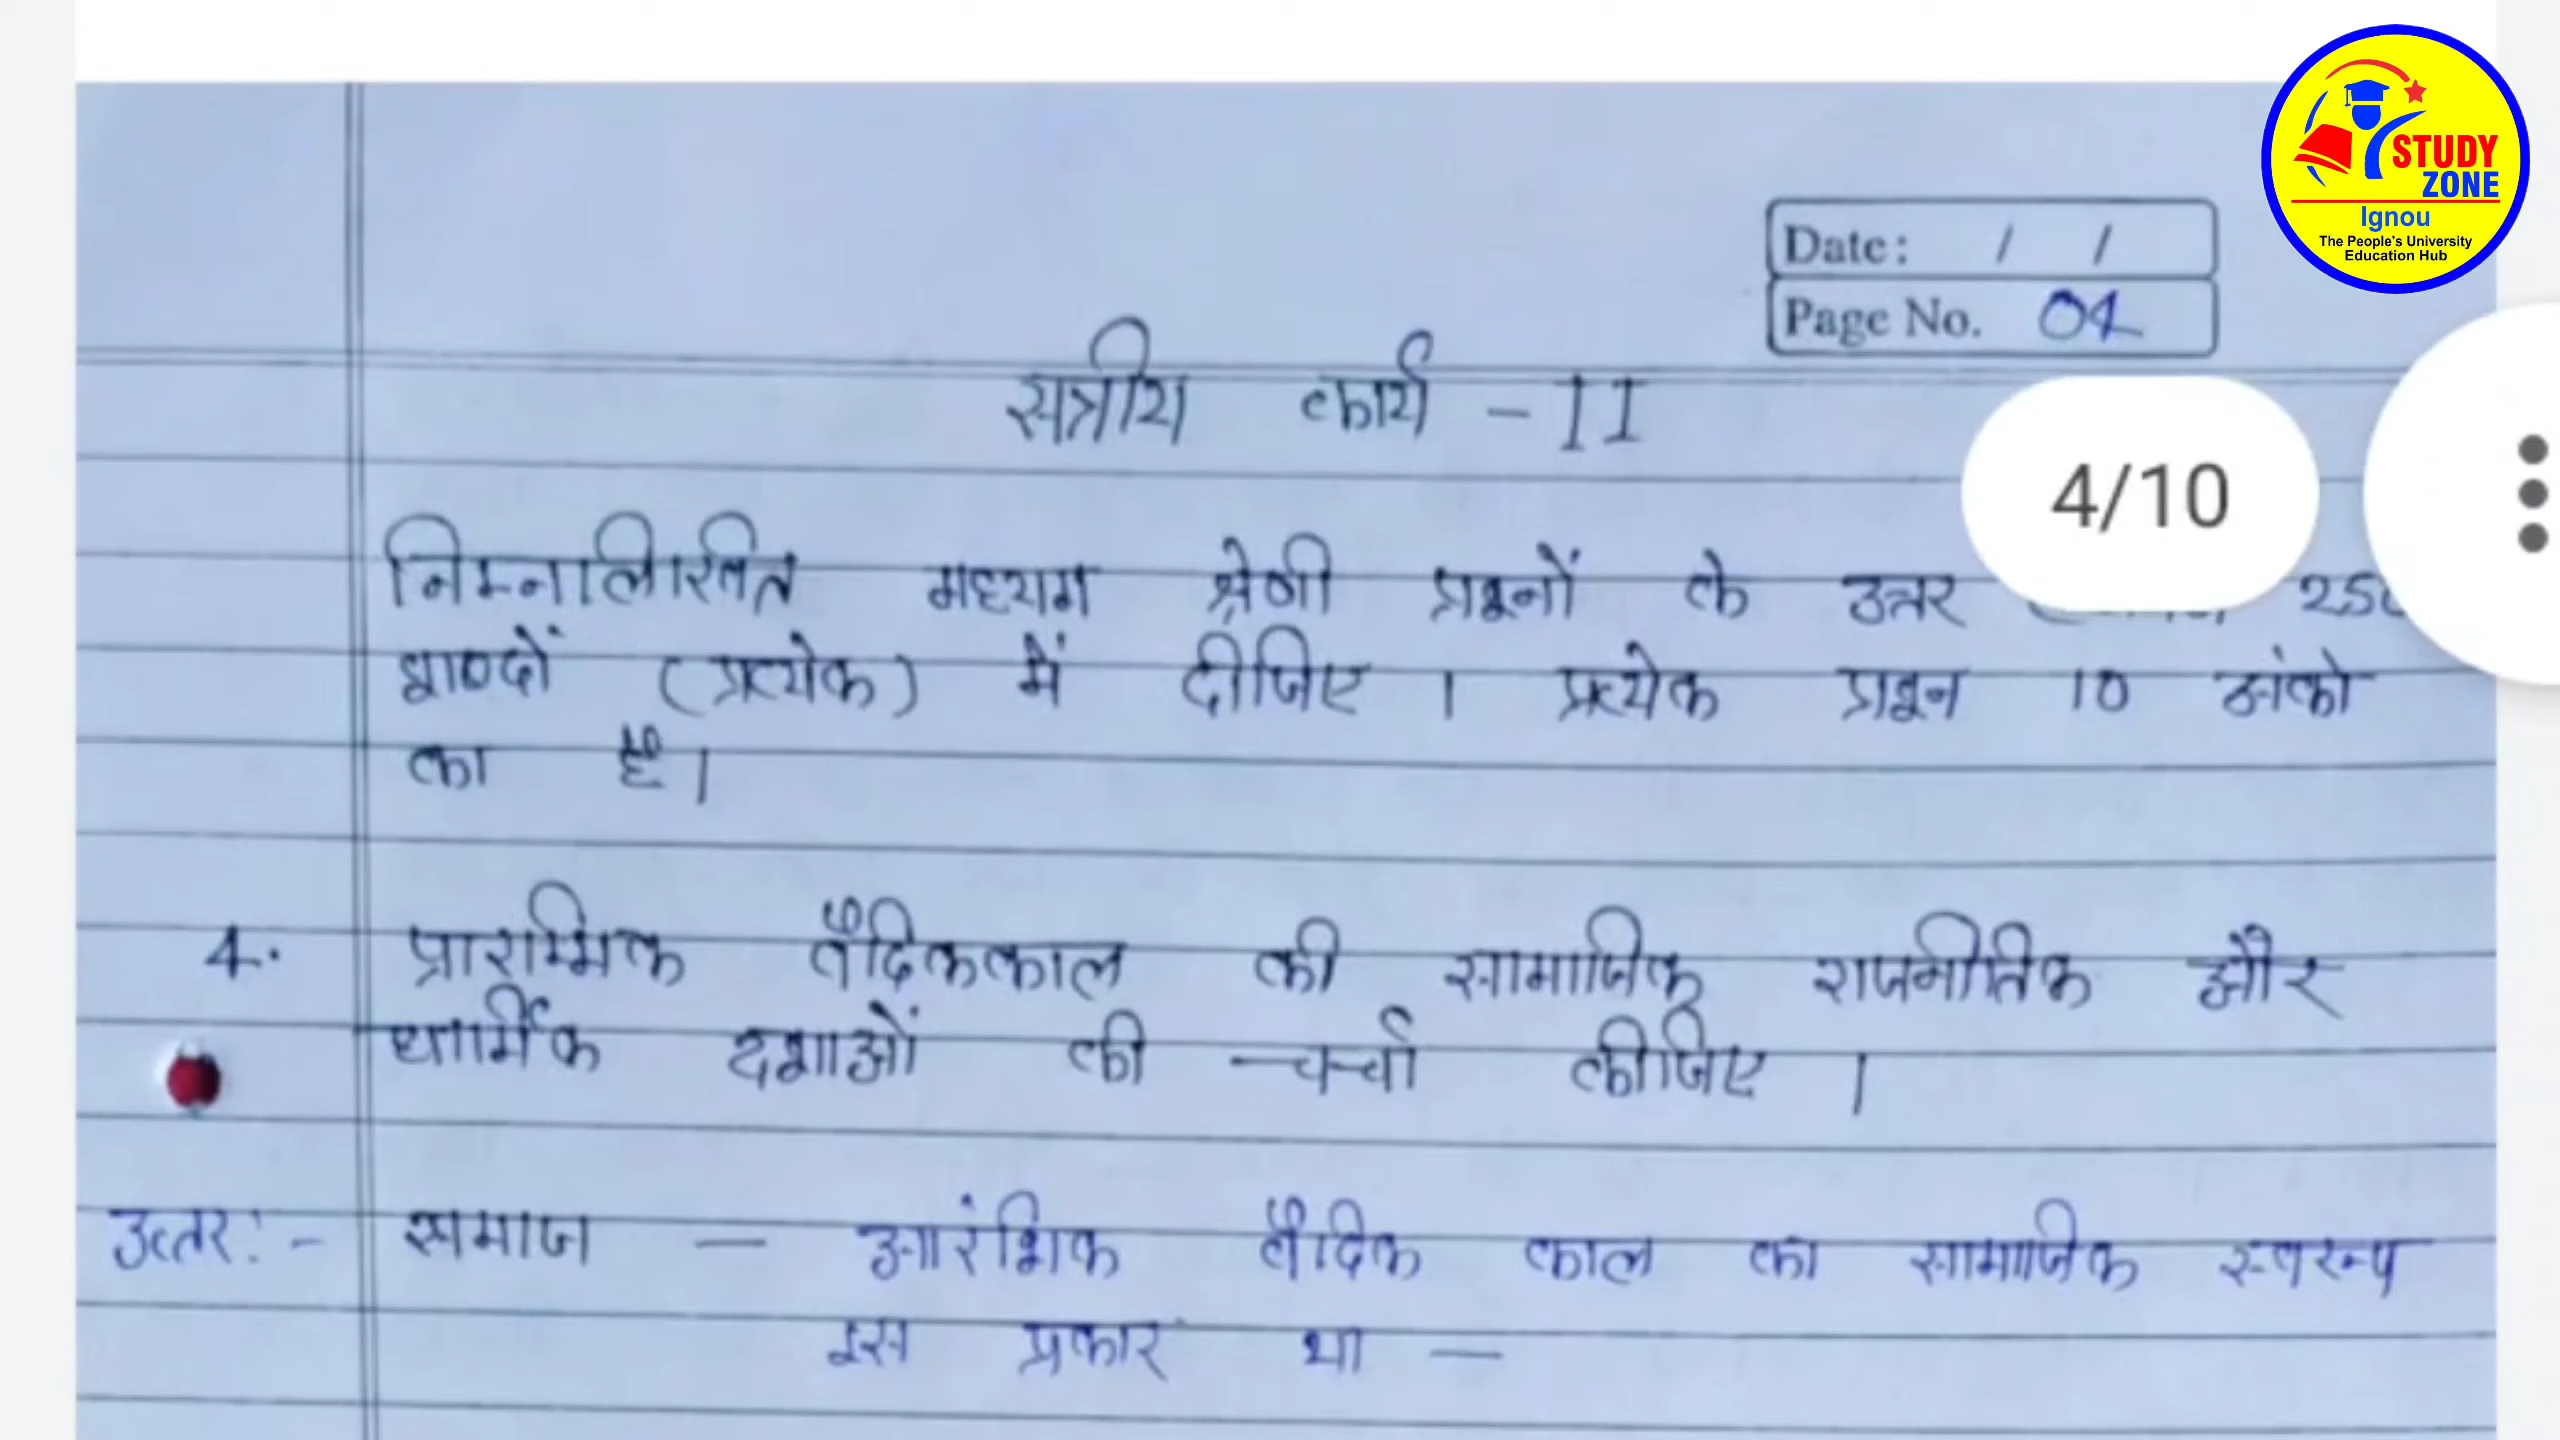 STUDY
ZONE
Ignou
The People's University
Education Hub
Date: / /
Page No. 04
सत्रीय कार्य - II
4/10
निम्नलिखित मध्यम श्रेणी प्रश्नों के उत्तर
शब्दों (प्रत्येक) में दीजिए । प्रत्येक प्रश्न 10 अंको
का है।
4. प्रारम्भिक वैदिककाल की सामाजिक राजनीतिक और
धार्मिक दशाओं की चर्चा कीजिए ।
उत्तर:- समाज — आरंभिक वैदिक काल का सामाजिक स्वरूप
इस प्रकार था —